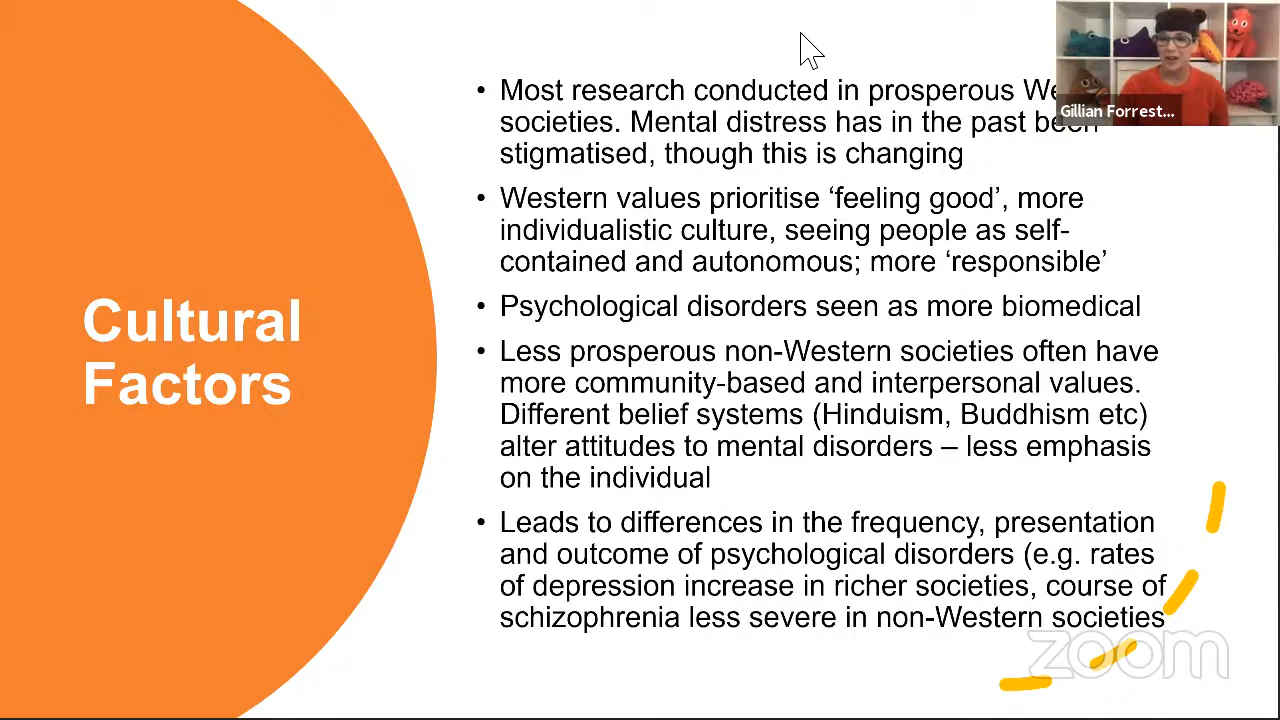 Cultural
Factors
• Most research conducted in prosperous We
societies. Mental distress has in the past been
stigmatised, though this is changing
• Western values prioritise ‘feeling good’, more
individualistic culture, seeing people as self-
contained and autonomous; more ‘responsible’
• Psychological disorders seen as more biomedical
• Less prosperous non-Western societies often have
more community-based and interpersonal values.
Different belief systems (Hinduism, Buddhism etc)
alter attitudes to mental disorders – less emphasis
on the individual
• Leads to differences in the frequency, presentation
and outcome of psychological disorders (e.g. rates
of depression increase in richer societies, course of
schizophrenia less severe in non-Western societies
Gillian Forrest...
zoom